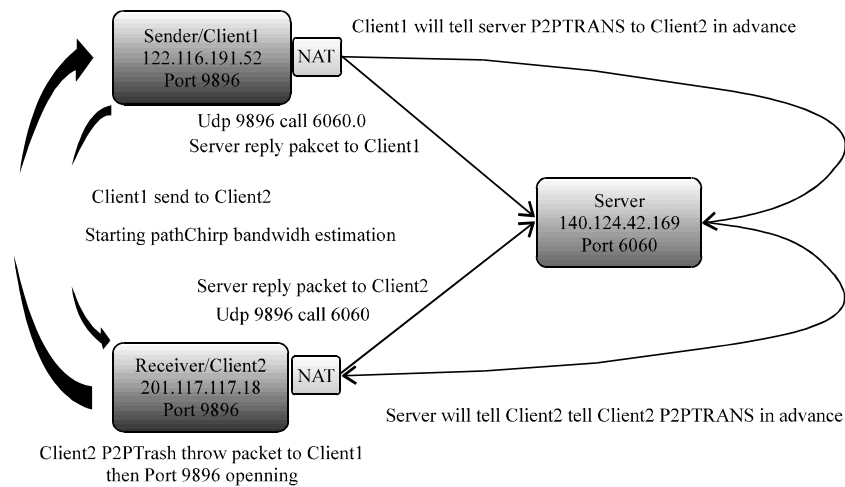 Sender/Client1
122.116.191.52
Port 9896
NAT
Client1 will tell server P2PTRANS to Client2 in advance
Udp 9896 call 6060.0
Server reply pakcet to Client1
Client1 send to Client2
Starting pathChirp bandwidh estimation
Server
140.124.42.169
Port 6060
Server reply packet to Client2
Udp 9896 call 6060
Receiver/Client2
201.117.117.18
Port 9896
NAT
Server will tell Client2 tell Client2 P2PTRANS in advance
Client2 P2PTrash throw packet to Client1
then Port 9896 openning